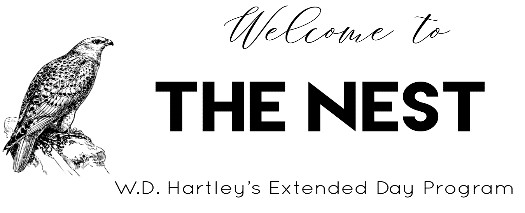 Welcome to
THE NEST
W.D. Hartley's Extended Day Program